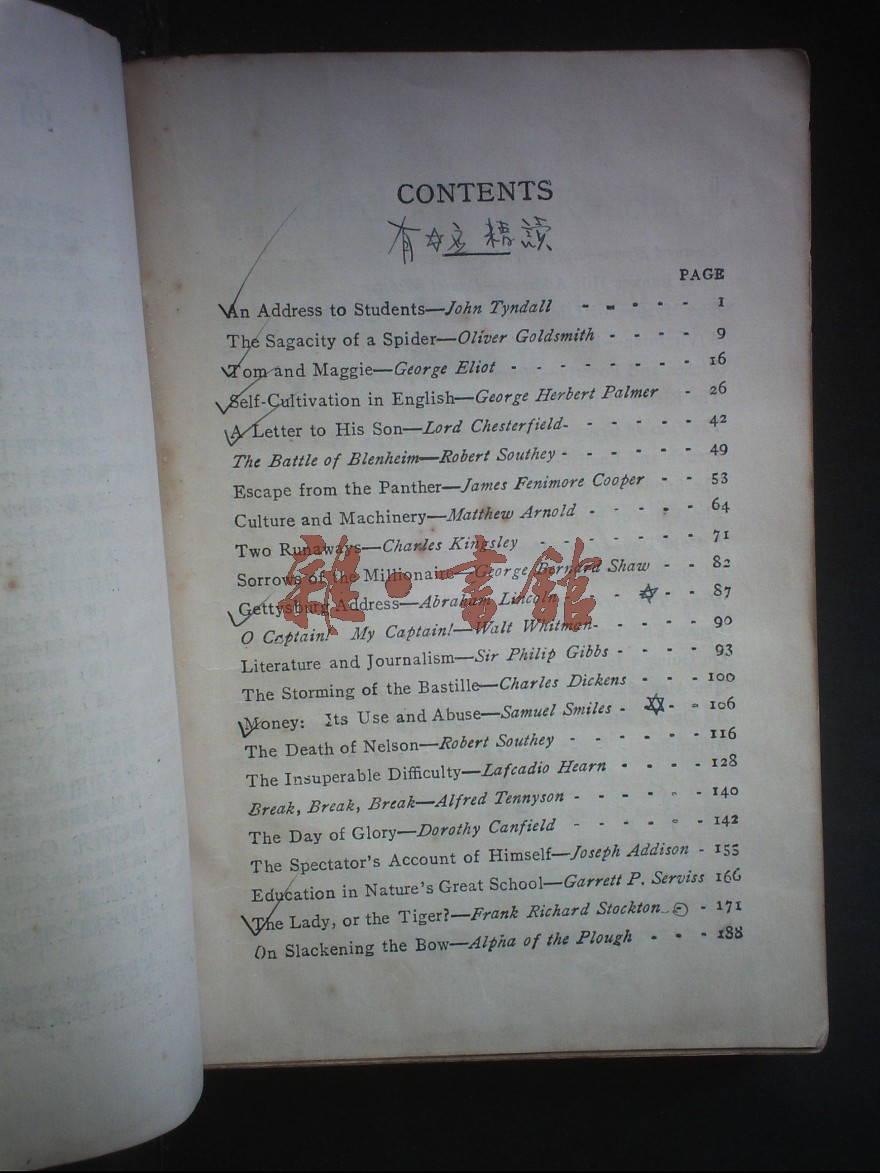 CONTENTS
有✡立 精讀
PAGE
An Address to Students—John Tyndall - - - - - 1
The Sagacity of a Spider—Oliver Goldsmith - - - - 9
Tom and Maggie—George Eliot - - - - - - - - 16
Self-Cultivation in English—George Herbert Palmer - 26
A Letter to His Son—Lord Chesterfield- - - - - - 42
The Battle of Blenheim—Robert Southey - - - - - - 49
Escape from the Panther—James Fenimore Cooper - - 53
Culture and Machinery—Matthew Arnold - - - - - 64
Two Runaways—Charles Kingsley - - - - - - - 71
Sorrows of the Millionaire—George Bernard Shaw - - 82
Gettysburg Address—Abraham Lincoln - - ✡ - - 87
O Captain! My Captain!—Walt Whitman- - - - - 90
Literature and Journalism—Sir Philip Gibbs - - - - 93
The Storming of the Bastille—Charles Dickens - - - 100
Money: Its Use and Abuse—Samuel Smiles - ✡ - - 106
The Death of Nelson—Robert Southey - - - - - - 116
The Insuperable Difficulty—Lafcadio Hearn - - - - 128
Break, Break, Break—Alfred Tennyson - - - - - - 140
The Day of Glory—Dorothy Canfield - - - - - - 142
The Spectator's Account of Himself—Joseph Addison - 155
Education in Nature's Great School—Garrett P. Serviss 166
The Lady, or the Tiger?—Frank Richard Stockton - - 171
On Slackening the Bow—Alpha of the Plough - - - 188
雜·書館